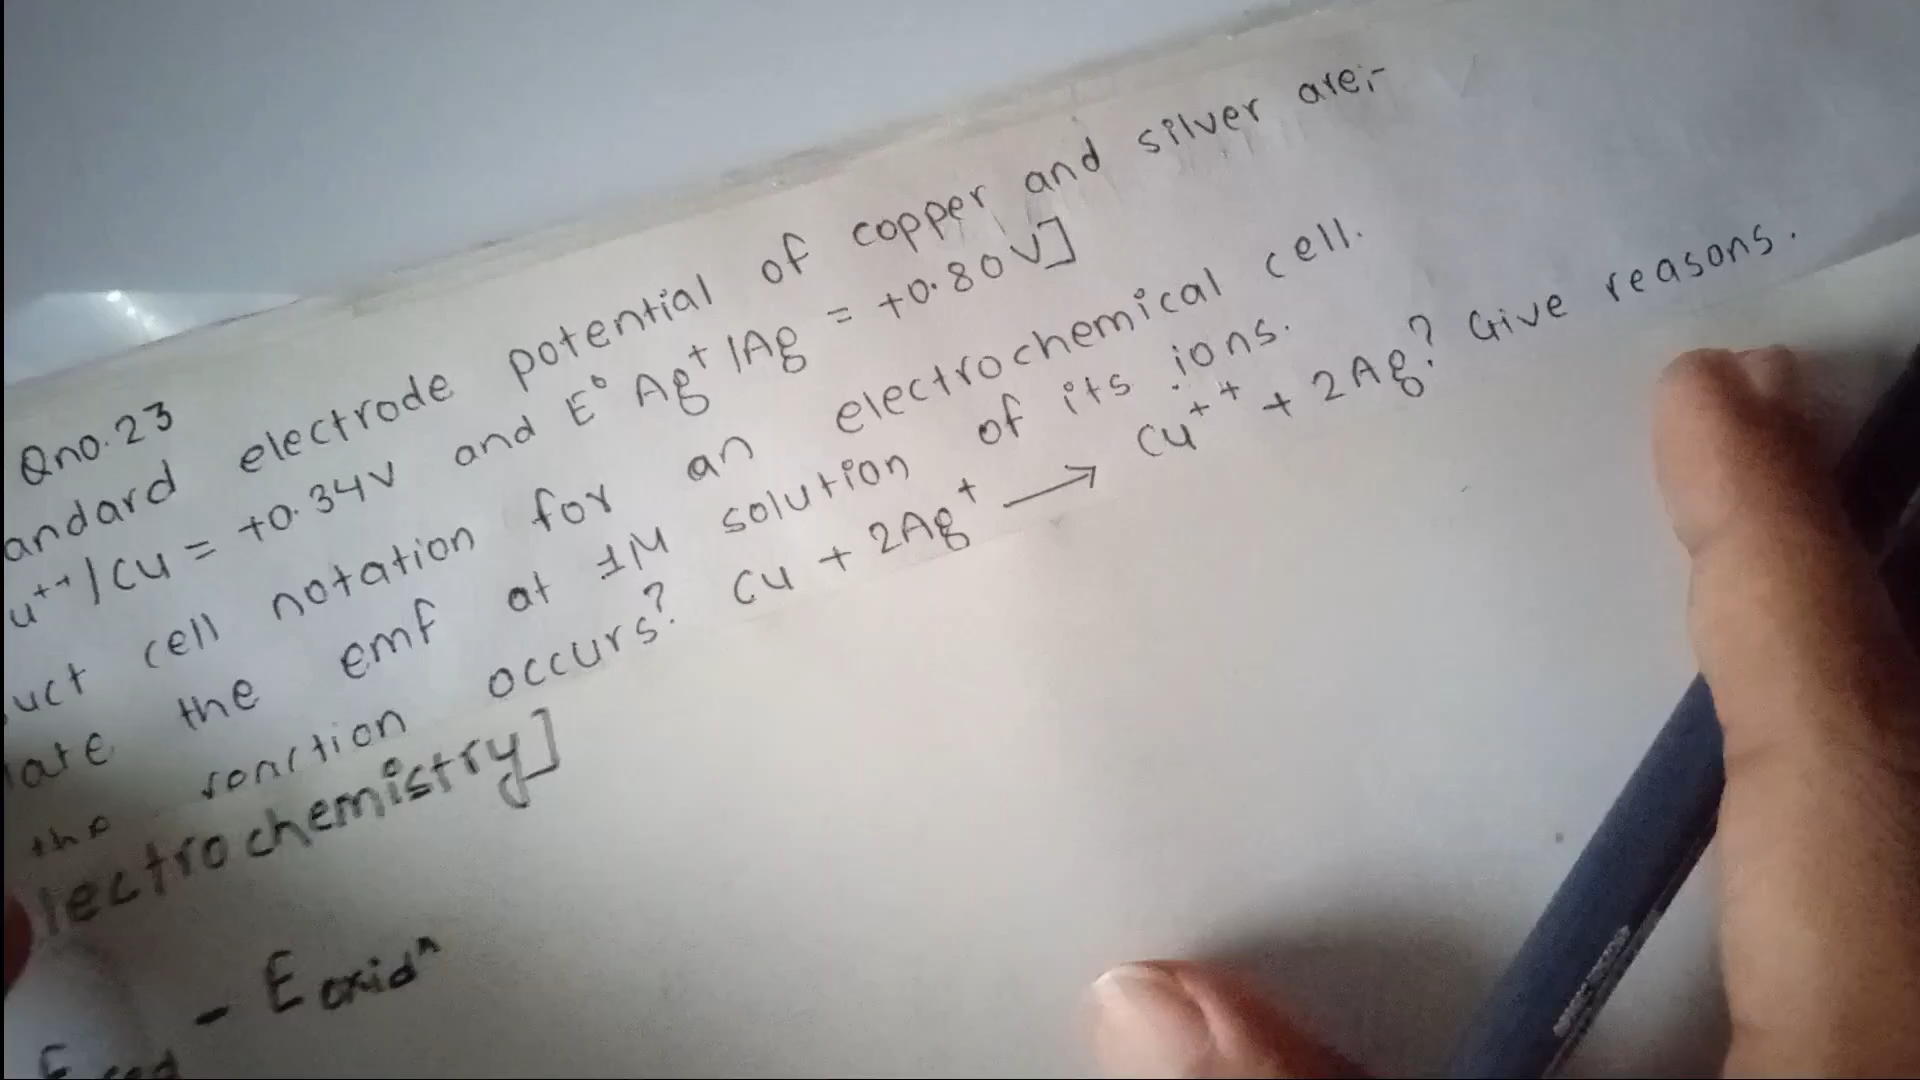 Qno.23
andard electrode potential of copper and silver are;-
u⁺⁺/Cu = +0.34V and E° Ag⁺/Ag = +0.80V]
uct cell notation for an electrochemical cell.
late the emf at 1M solution of its ions.
the reaction occurs? Cu + 2Ag⁺ → Cu⁺⁺ + 2Ag? Give reasons.
lectrochemistry]
- Eoxidⁿ